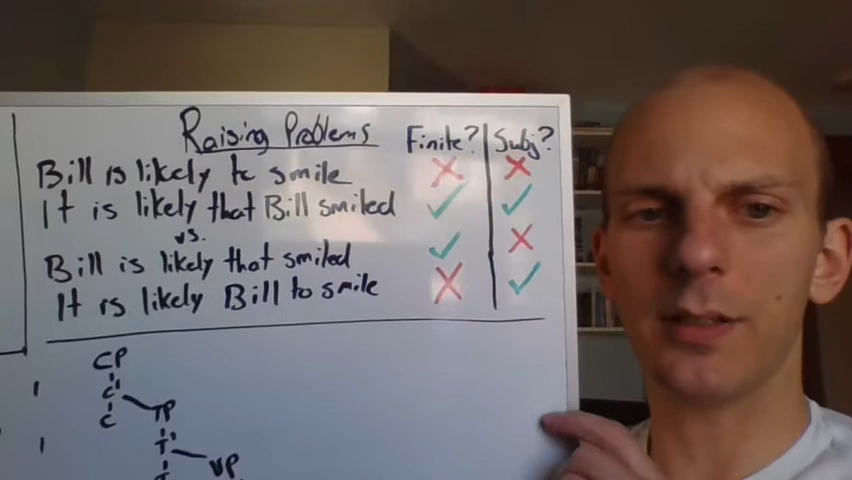 Raising Problems Finite? Subj?
Bill is likely to smile ✗ ✗
It is likely that Bill smiled ✓ ✓
vs.
Bill is likely that smiled ✓ ✗
It is likely Bill to smile ✗ ✓
CP
C'
C TP
T'
T VP